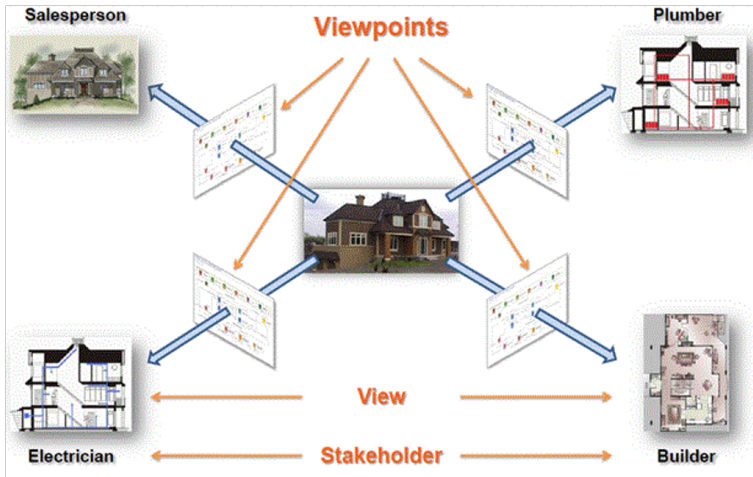 Salesperson
Viewpoints
Plumber
View
Electrician
Stakeholder
Builder